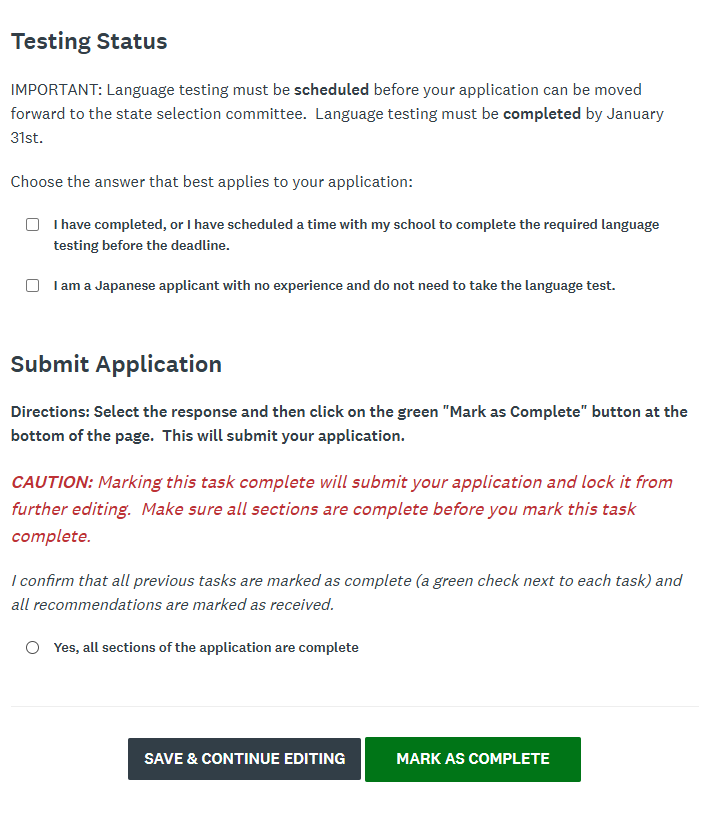 Testing Status
IMPORTANT: Language testing must be scheduled before your application can be moved
forward to the state selection committee.  Language testing must be completed by January
31st.
Choose the answer that best applies to your application:
I have completed, or I have scheduled a time with my school to complete the required language
testing before the deadline.
I am a Japanese applicant with no experience and do not need to take the language test.
Submit Application
Directions: Select the response and then click on the green "Mark as Complete" button at the
bottom of the page.  This will submit your application.
CAUTION: Marking this task complete will submit your application and lock it from
further editing.  Make sure all sections are complete before you mark this task
complete.
I confirm that all previous tasks are marked as complete (a green check next to each task) and
all recommendations are marked as received.
Yes, all sections of the application are complete
SAVE & CONTINUE EDITING MARK AS COMPLETE